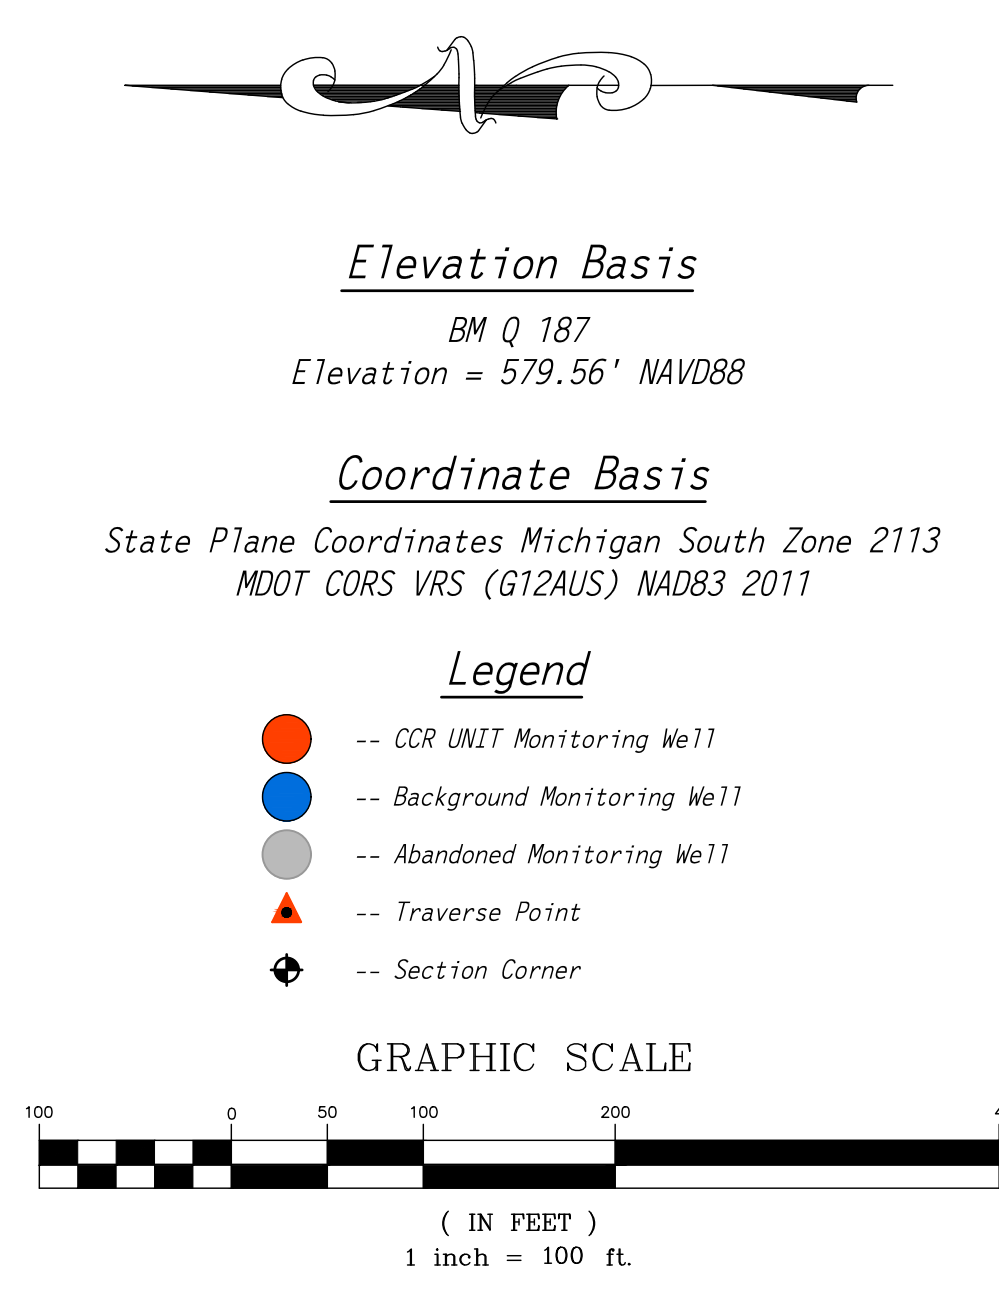 N
Elevation Basis
BM Q 187
Elevation = 579.56' NAVD88
Coordinate Basis
State Plane Coordinates Michigan South Zone 2113
MDOT CORS VRS (G12AUS) NAD83 2011
Legend
-- CCR UNIT Monitoring Well
-- Background Monitoring Well
-- Abandoned Monitoring Well
-- Traverse Point
-- Section Corner
GRAPHIC SCALE
100 0 50 100 200
( IN FEET )
1 inch = 100 ft.